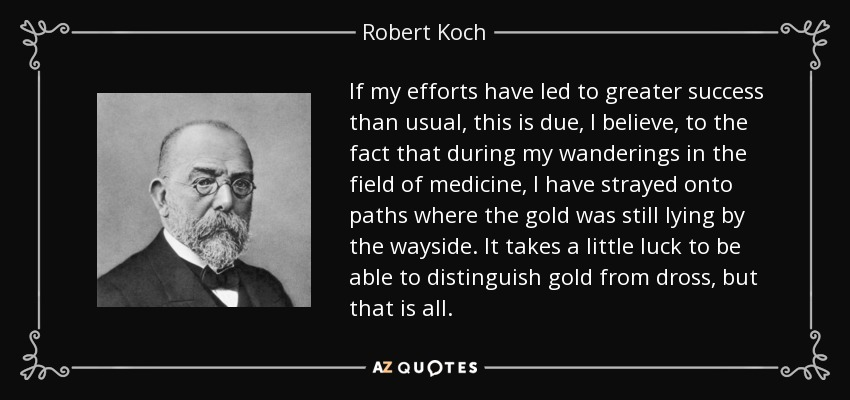 Robert Koch
If my efforts have led to greater success
than usual, this is due, I believe, to the
fact that during my wanderings in the
field of medicine, I have strayed onto
paths where the gold was still lying by
the wayside. It takes a little luck to be
able to distinguish gold from dross, but
that is all.
AZ QUOTES